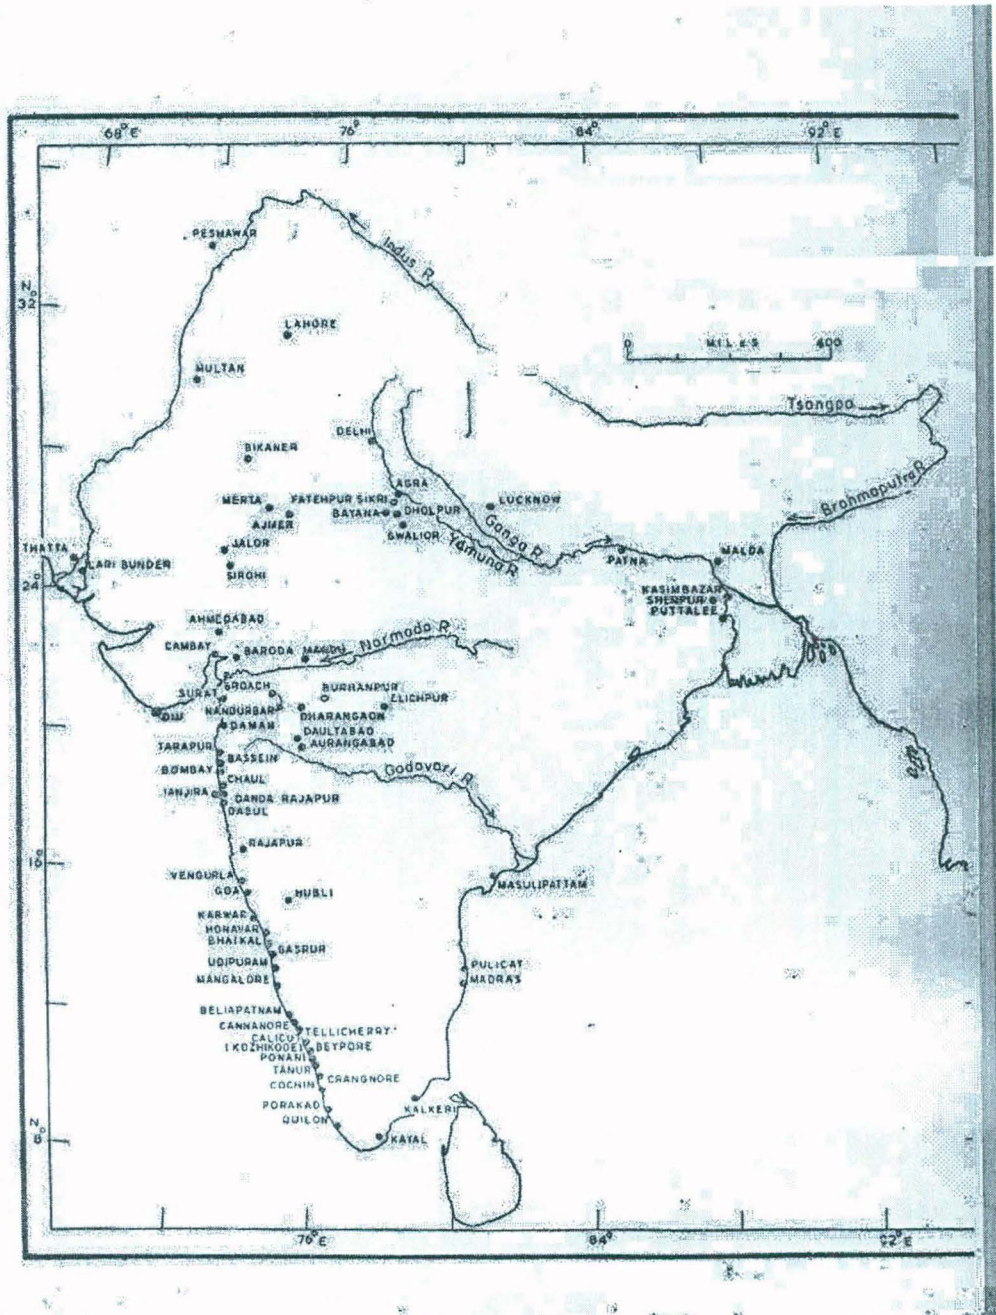 68°E 76° 84° 92°E
PESHAWAR
Indus R.
N° 32
LAHORE
0 MILES 400
MULTAN
Tsangpo
DELHI
BIKANER
AGRA
Brahmaputra R.
MERTA
FATEHPUR SIKRI
LUCKNOW
BAYANA
DHOLPUR
AJMER
GWALIOR
Ganga R.
Yamuna R.
JALOR
THATTA
LARI BUNDER
SIROHI
PATNA
MALDA
24°
KASIMBAZAR
SHERPUR
PUTTALEE
AHMEDABAD
CAMBAY
BARODA
MANDU
Narmada R.
BROACH
SURAT
BURHANPUR
ELICHPUR
NANDURBAR
DIU
DHARANGAON
DAMAN
DAULTABAD
AURANGABAD
TARAPUR
BASSEIN
BOMBAY
Godavari R.
CHAUL
JANJIRA
DANDA RAJAPUR
DABUL
RAJAPUR
16°
VENGURLA
MASULIPATTAM
GOA
HUBLI
KARWAR
HONAVAR
BHATKAL
BASRUR
UDIPURAM
PULICAT
MANGALORE
MADRAS
BELIAPATNAM
CANNANORE
TELLICHERRY
CALICUT
(KOZHIKODE)
BEYPORE
PONANI
TANUR
CRANGNORE
COCHIN
PORAKAD
KALKERI
QUILON
N° 8°
KAYAL
76°E 84° 92°E